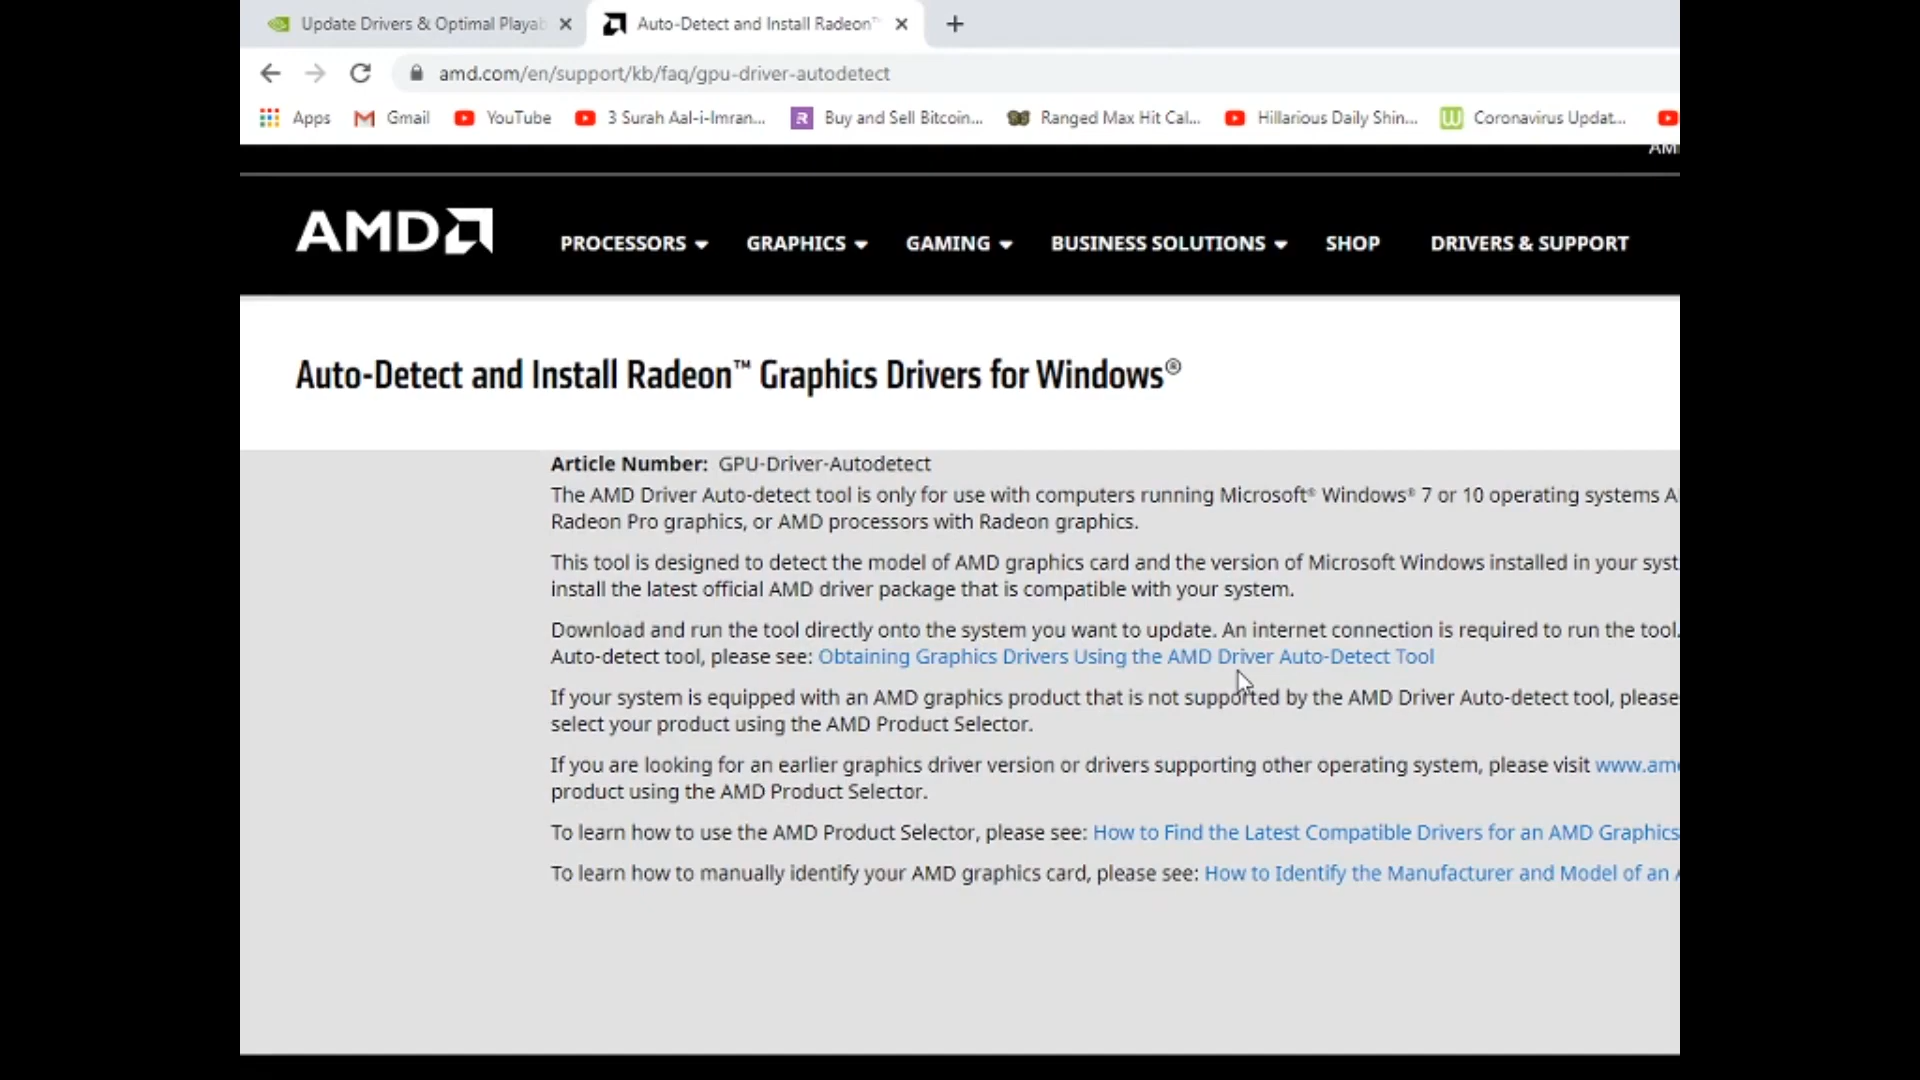 Update Drivers & Optimal Playab
Auto-Detect and Install Radeon™
amd.com/en/support/kb/faq/gpu-driver-autodetect
Apps Gmail YouTube 3 Surah Aal-i-Imran... Buy and Sell Bitcoin... Ranged Max Hit Cal... Hillarious Daily Shin... Coronavirus Updat...
AM
AMD PROCESSORS GRAPHICS GAMING BUSINESS SOLUTIONS SHOP DRIVERS & SUPPORT
Auto-Detect and Install Radeon™ Graphics Drivers for Windows®
Article Number: GPU-Driver-Autodetect
The AMD Driver Auto-detect tool is only for use with computers running Microsoft® Windows® 7 or 10 operating systems A
Radeon Pro graphics, or AMD processors with Radeon graphics.
This tool is designed to detect the model of AMD graphics card and the version of Microsoft Windows installed in your syst
install the latest official AMD driver package that is compatible with your system.
Download and run the tool directly onto the system you want to update. An internet connection is required to run the tool.
Auto-detect tool, please see: Obtaining Graphics Drivers Using the AMD Driver Auto-Detect Tool
If your system is equipped with an AMD graphics product that is not supported by the AMD Driver Auto-detect tool, please
select your product using the AMD Product Selector.
If you are looking for an earlier graphics driver version or drivers supporting other operating system, please visit www.am
product using the AMD Product Selector.
To learn how to use the AMD Product Selector, please see: How to Find the Latest Compatible Drivers for an AMD Graphics
To learn how to manually identify your AMD graphics card, please see: How to Identify the Manufacturer and Model of an A